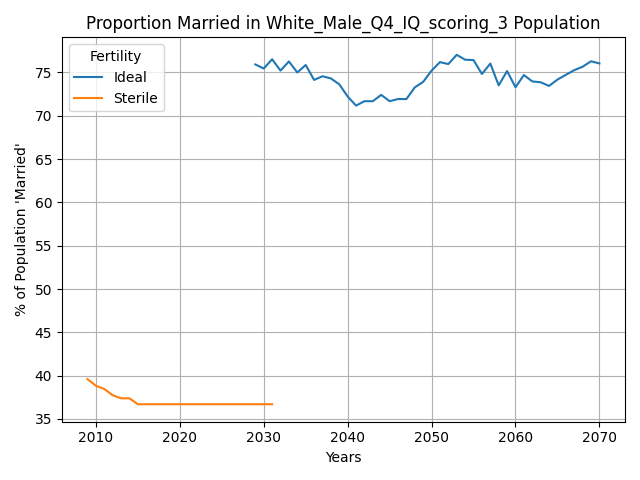 Proportion Married in White_Male_Q4_IQ_scoring_3 Population
Fertility
Ideal
Sterile
% of Population 'Married'
75
70
65
60
55
50
45
40
35
2010 2020 2030 2040 2050 2060 2070
Years